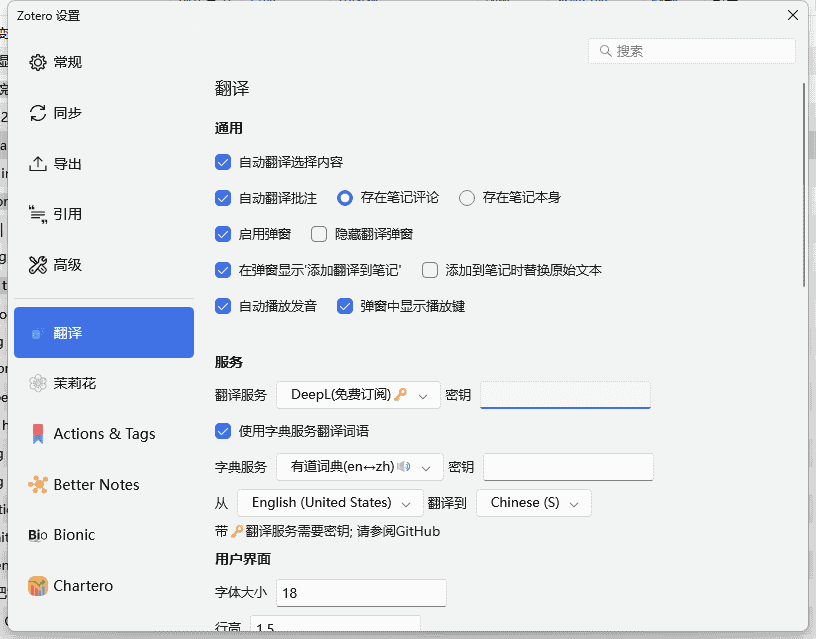 Zotero 设置
搜索
常规
同步
导出
引用
高级
翻译
茉莉花
Actions & Tags
Better Notes
Bionic
Chartero
翻译
通用
自动翻译选择内容
自动翻译批注 存在笔记评论 存在笔记本身
启用弹窗 隐藏翻译弹窗
在弹窗显示'添加翻译到笔记' 添加到笔记时替换原始文本
自动播放发音 弹窗中显示播放键
服务
翻译服务 DeepL(免费订阅)🔑 密钥
使用字典服务翻译词语
字典服务 有道词典(en↔zh)🔊 密钥
从 English (United States) 翻译到 Chinese (S)
带🔑翻译服务需要密钥; 请参阅GitHub
用户界面
字体大小 18
行高 1.5